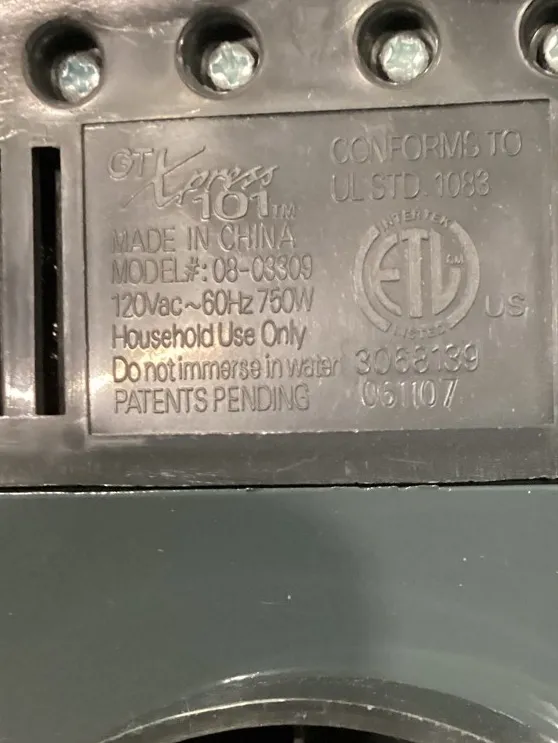 GT Xpress
101™
MADE IN CHINA
MODEL#: 08-03309
120Vac~60Hz 750W
Household Use Only
Do not immerse in water
PATENTS PENDING
CONFORMS TO
UL STD. 1083
INTERTEK
ETL CM
LISTED
US
3068139
061107